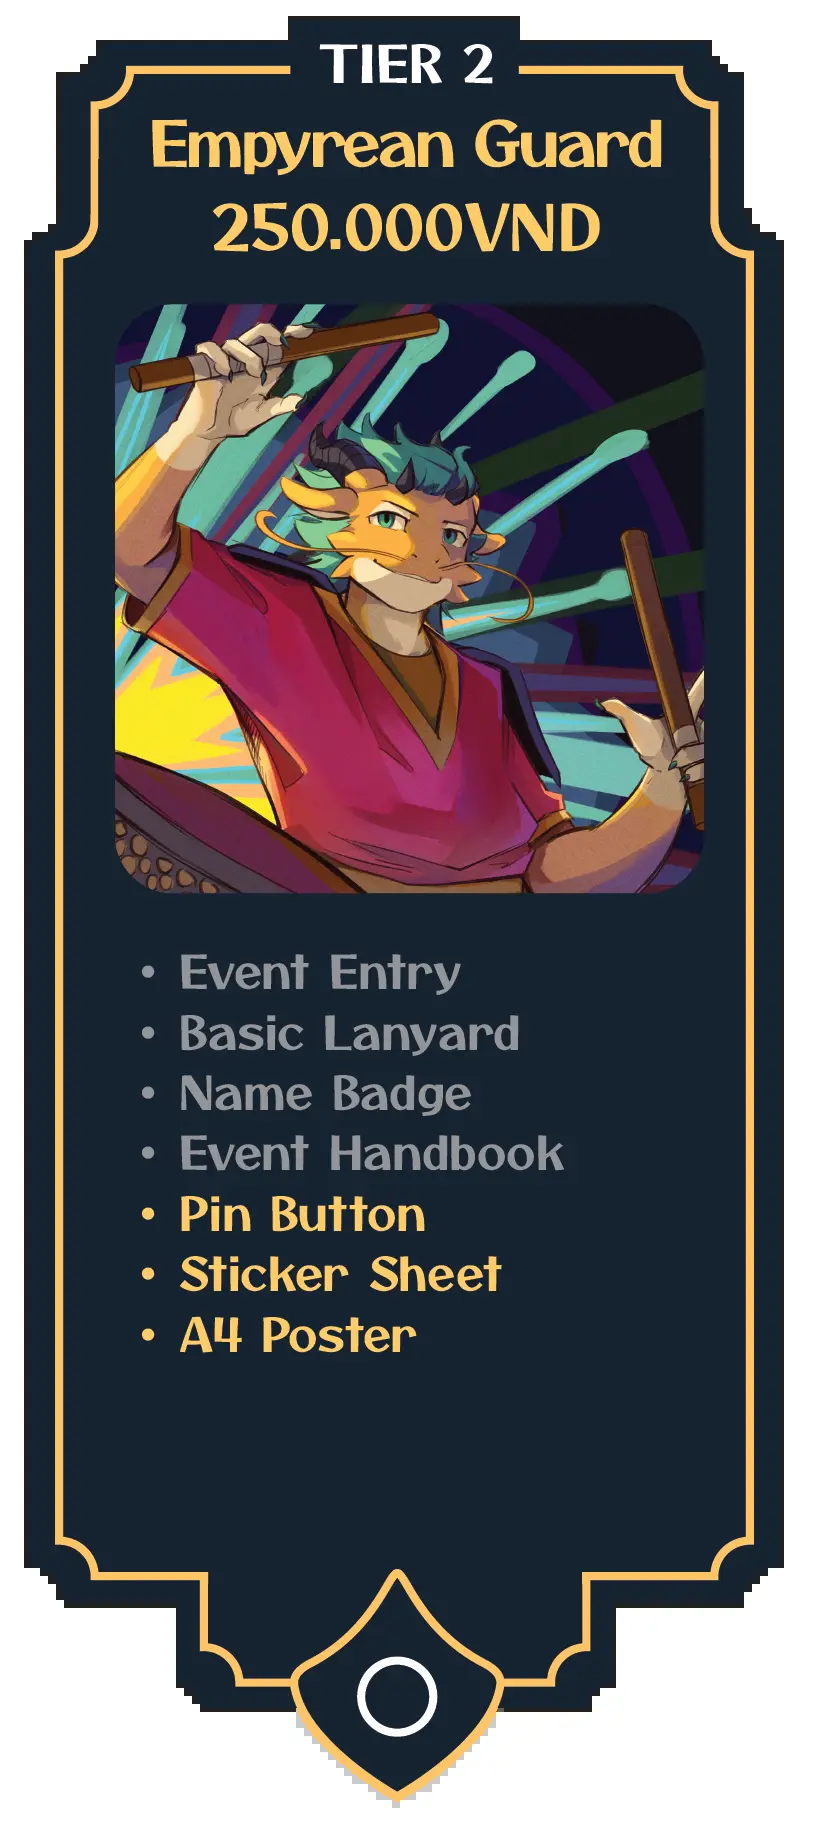 TIER 2
Empyrean Guard
250.000VND
• Event Entry
• Basic Lanyard
• Name Badge
• Event Handbook
• Pin Button
• Sticker Sheet
• A4 Poster